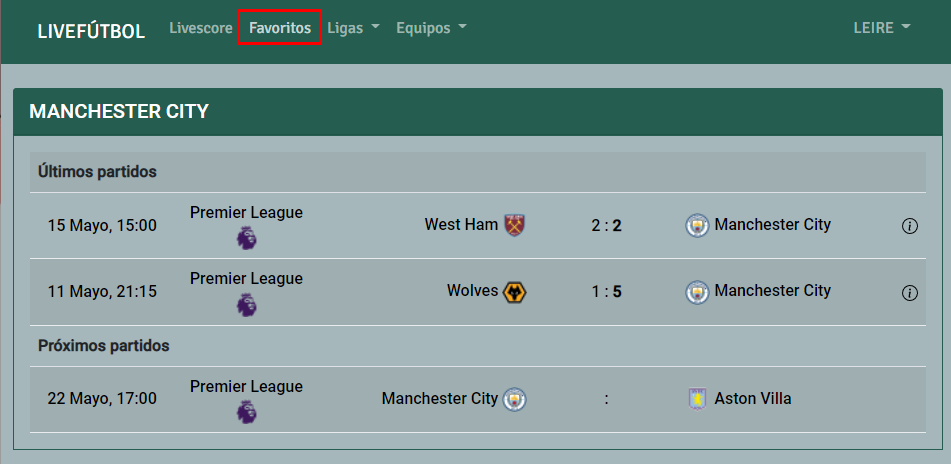 LIVEFÚTBOL Livescore Favoritos Ligas Equipos LEIRE
MANCHESTER CITY
Últimos partidos
15 Mayo, 15:00 Premier League West Ham 2 : 2 Manchester City
11 Mayo, 21:15 Premier League Wolves 1 : 5 Manchester City
Próximos partidos
22 Mayo, 17:00 Premier League Manchester City : Aston Villa